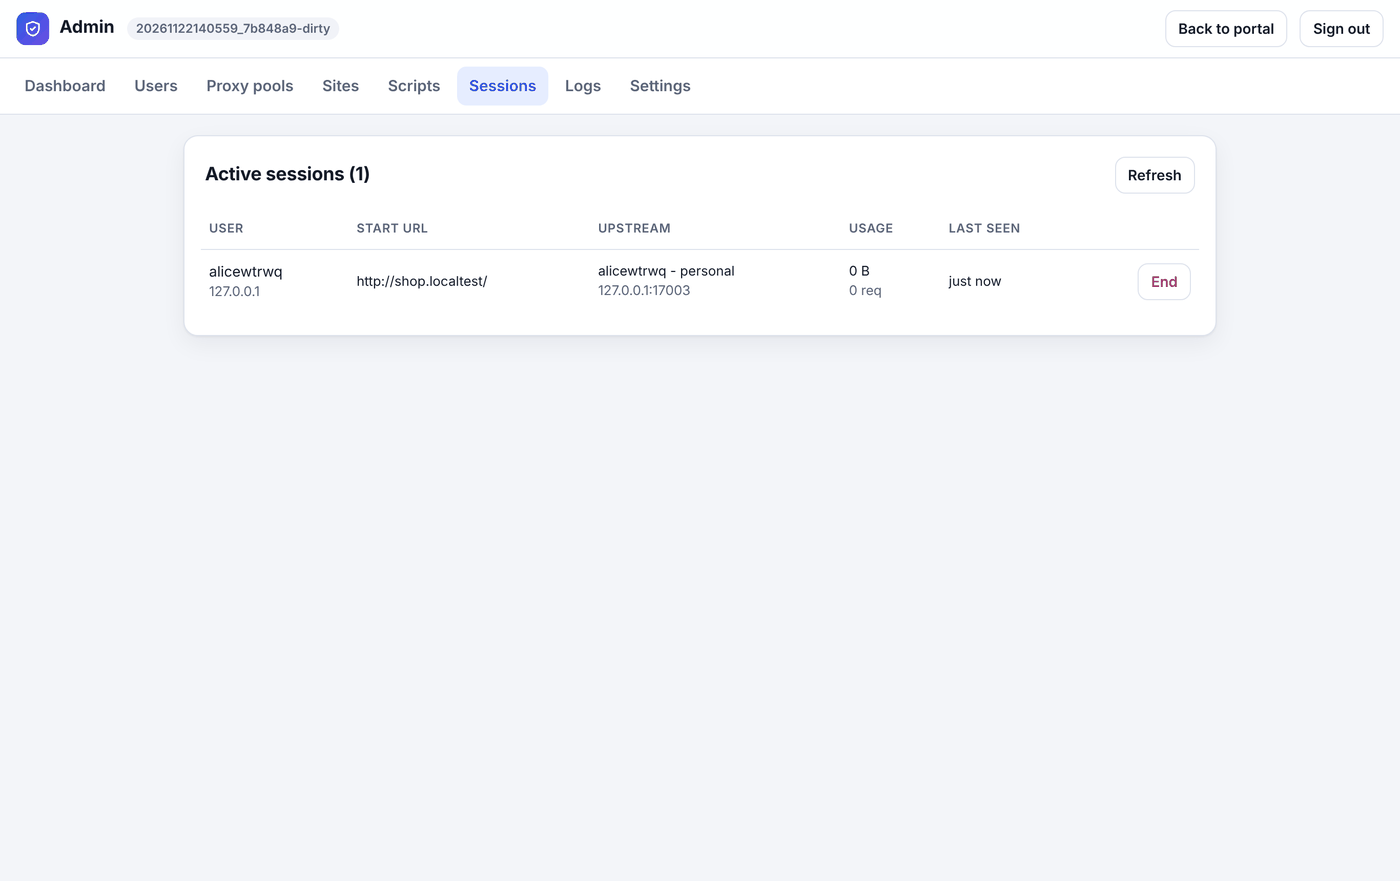 Admin
20261122140559_7b848a9-dirty
Back to portal
Sign out
Dashboard
Users
Proxy pools
Sites
Scripts
Sessions
Logs
Settings
Active sessions (1)
Refresh
USER
START URL
UPSTREAM
USAGE
LAST SEEN
alicewtrwq
127.0.0.1
http://shop.localtest/
alicewtrwq - personal
127.0.0.1:17003
0 B
0 req
just now
End